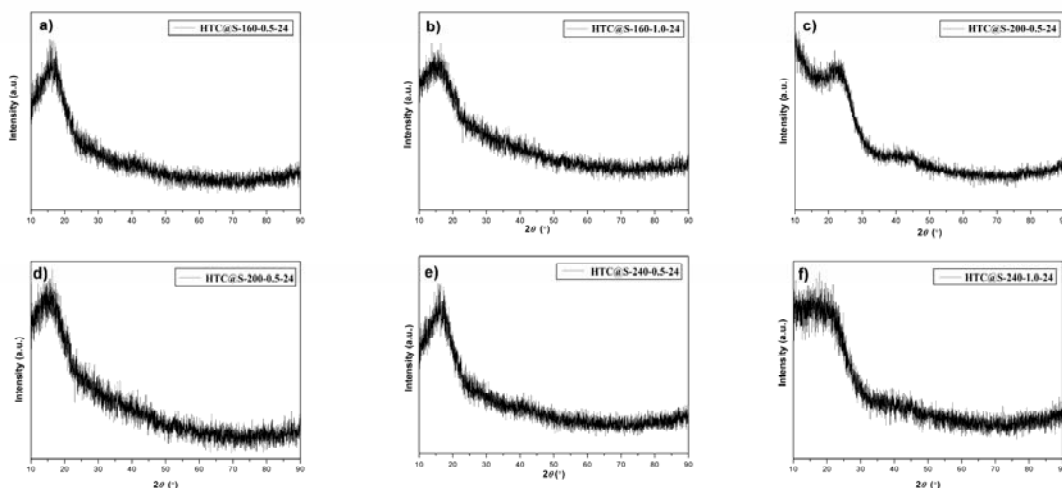 a)
HTC@S-160-0.5-24
Intensity (a.u.)
10 20 30 40 50 60 70 80 90
2θ (°)
b)
HTC@S-160-1.0-24
Intensity (a.u.)
10 20 30 40 50 60 70 80 90
2θ (°)
c)
HTC@S-200-0.5-24
Intensity (a.u.)
10 20 30 40 50 60 70 80 90
2θ (°)
d)
HTC@S-200-0.5-24
Intensity (a.u.)
10 20 30 40 50 60 70 80 90
2θ (°)
e)
HTC@S-240-0.5-24
Intensity (a.u.)
10 20 30 40 50 60 70 80 90
2θ (°)
f)
HTC@S-240-1.0-24
Intensity (a.u.)
10 20 30 40 50 60 70 80 90
2θ (°)